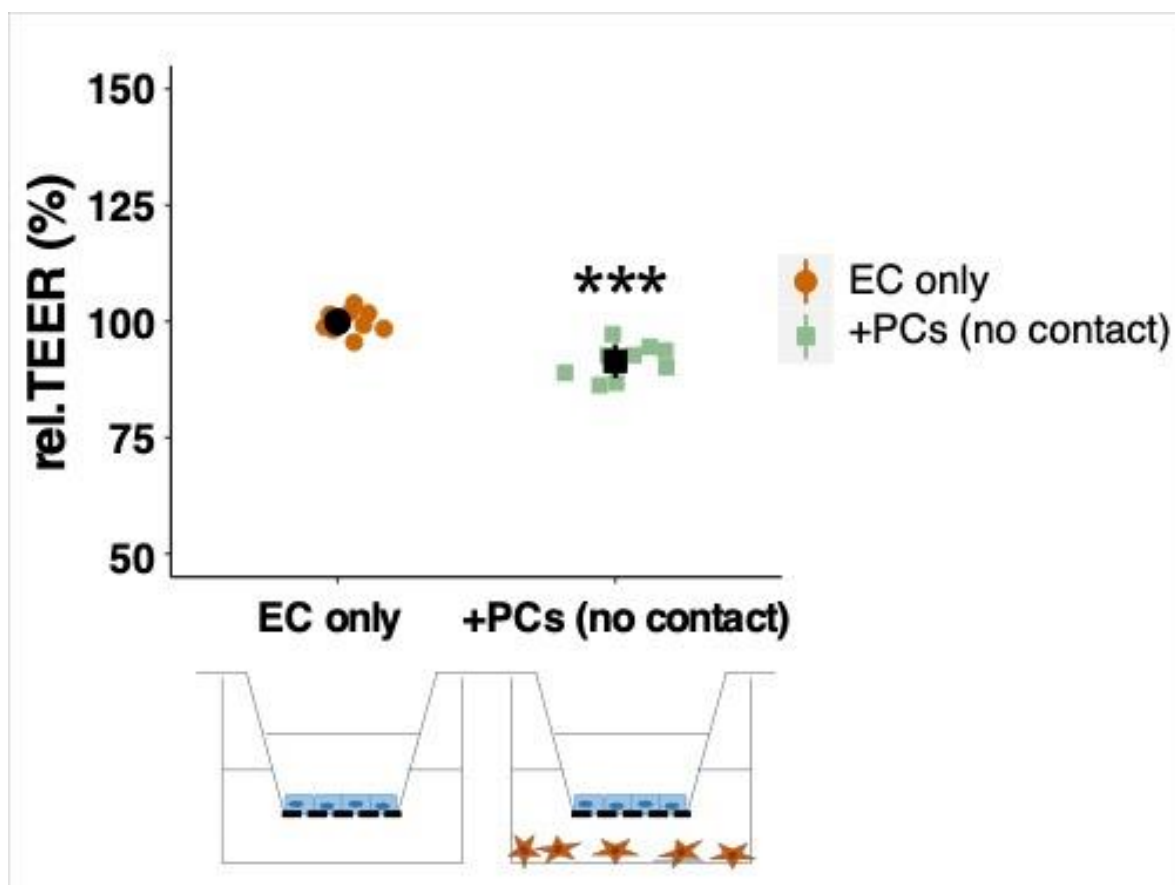 150
125
100
75
50
rel.TEER (%)
***
EC only
+PCs (no contact)
EC only
+PCs (no contact)